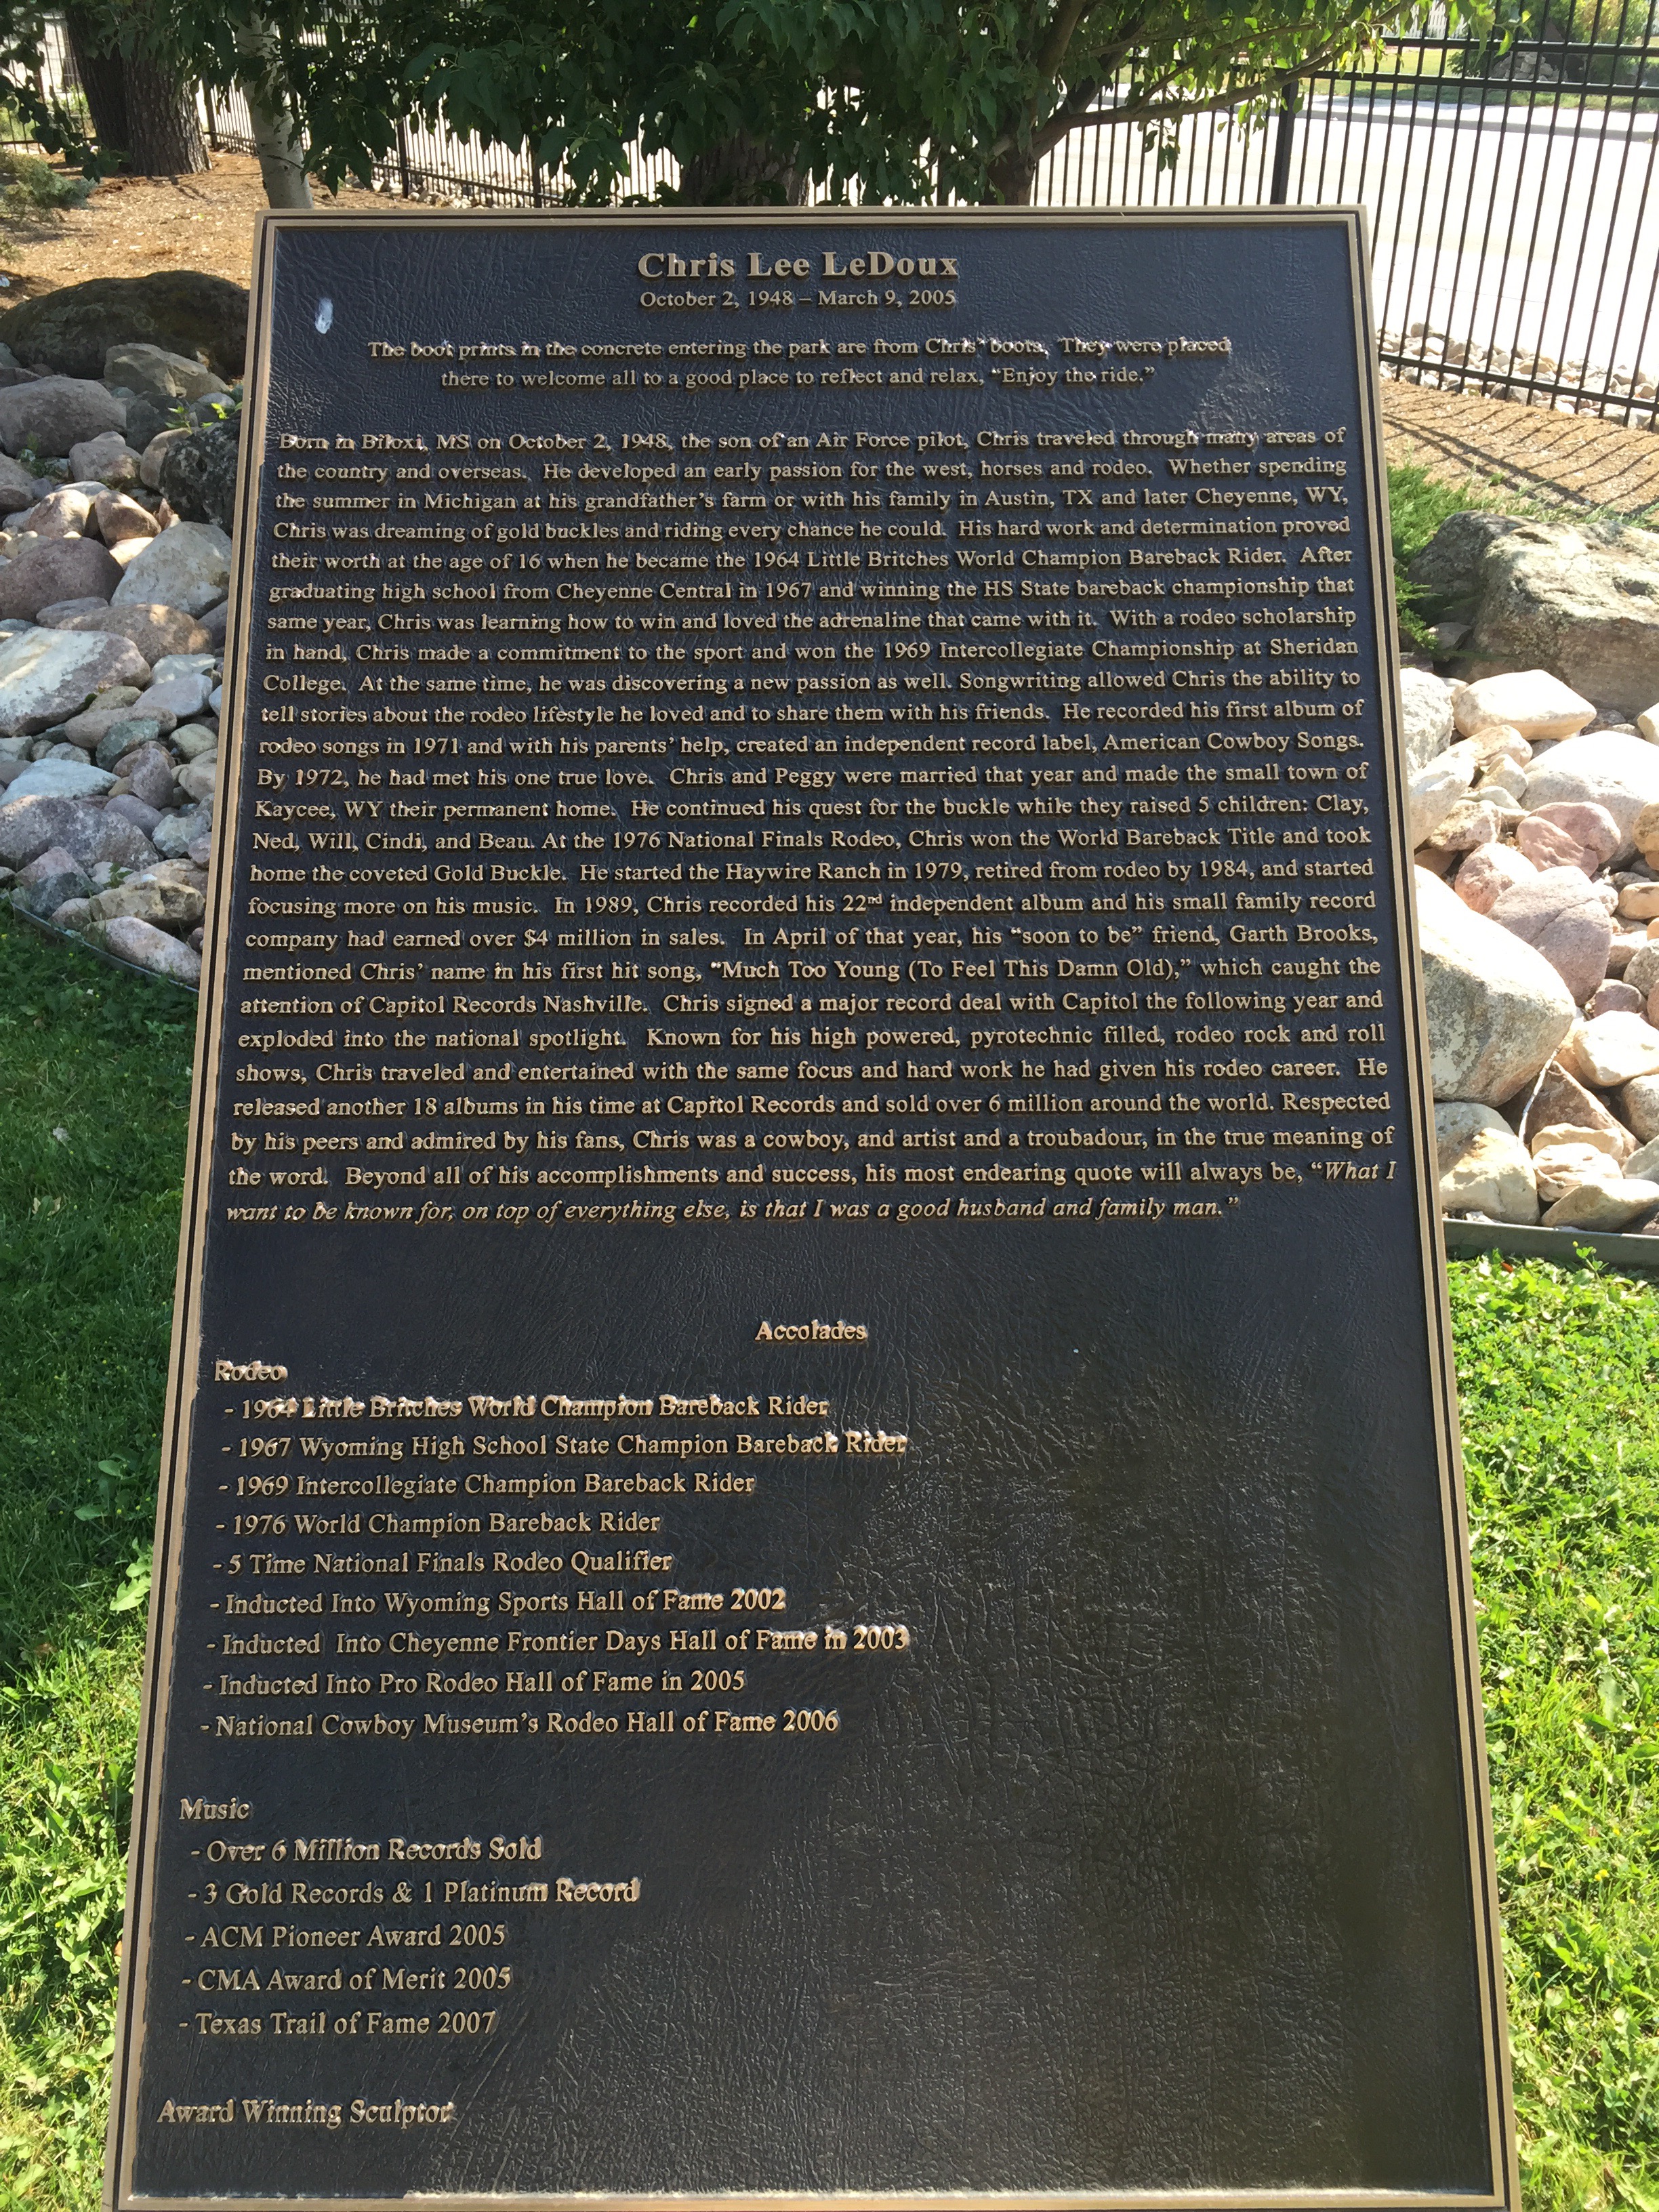 Chris Lee LeDoux
October 2, 1948 – March 9, 2005
The boot prints in the concrete entering the park are from Chris' boots. They were placed
there to welcome all to a good place to reflect and relax, “Enjoy the ride.”
Born in Biloxi, MS on October 2, 1948, the son of an Air Force pilot, Chris traveled through many areas of
the country and overseas. He developed an early passion for the west, horses and rodeo. Whether spending
the summer in Michigan at his grandfather's farm or with his family in Austin, TX and later Cheyenne, WY,
Chris was dreaming of gold buckles and riding every chance he could. His hard work and determination proved
their worth at the age of 16 when he became the 1964 Little Britches World Champion Bareback Rider. After
graduating high school from Cheyenne Central in 1967 and winning the HS State bareback championship that
same year, Chris was learning how to win and loved the adrenaline that came with it. With a rodeo scholarship
in hand, Chris made a commitment to the sport and won the 1969 Intercollegiate Championship at Sheridan
College. At the same time, he was discovering a new passion as well. Songwriting allowed Chris the ability to
tell stories about the rodeo lifestyle he loved and to share them with his friends. He recorded his first album of
rodeo songs in 1971 and with his parents' help, created an independent record label, American Cowboy Songs.
By 1972, he had met his one true love. Chris and Peggy were married that year and made the small town of
Kaycee, WY their permanent home. He continued his quest for the buckle while they raised 5 children: Clay,
Ned, Will, Cindi, and Beau. At the 1976 National Finals Rodeo, Chris won the World Bareback Title and took
home the coveted Gold Buckle. He started the Haywire Ranch in 1979, retired from rodeo by 1984, and started
focusing more on his music. In 1989, Chris recorded his 22nd independent album and his small family record
company had earned over $4 million in sales. In April of that year, his “soon to be” friend, Garth Brooks,
mentioned Chris' name in his first hit song, “Much Too Young (To Feel This Damn Old),” which caught the
attention of Capitol Records Nashville. Chris signed a major record deal with Capitol the following year and
exploded into the national spotlight. Known for his high powered, pyrotechnic filled, rodeo rock and roll
shows, Chris traveled and entertained with the same focus and hard work he had given his rodeo career. He
released another 18 albums in his time at Capitol Records and sold over 6 million around the world. Respected
by his peers and admired by his fans, Chris was a cowboy, and artist and a troubadour, in the true meaning of
the word. Beyond all of his accomplishments and success, his most endearing quote will always be, “What I
want to be known for, on top of everything else, is that I was a good husband and family man.”
Accolades
Rodeo
- 1964 Little Britches World Champion Bareback Rider
- 1967 Wyoming High School State Champion Bareback Rider
- 1969 Intercollegiate Champion Bareback Rider
- 1976 World Champion Bareback Rider
- 5 Time National Finals Rodeo Qualifier
- Inducted Into Wyoming Sports Hall of Fame 2002
- Inducted Into Cheyenne Frontier Days Hall of Fame in 2003
- Inducted Into Pro Rodeo Hall of Fame in 2005
- National Cowboy Museum's Rodeo Hall of Fame 2006
Music
- Over 6 Million Records Sold
- 3 Gold Records & 1 Platinum Record
- ACM Pioneer Award 2005
- CMA Award of Merit 2005
- Texas Trail of Fame 2007
Award Winning Sculptor